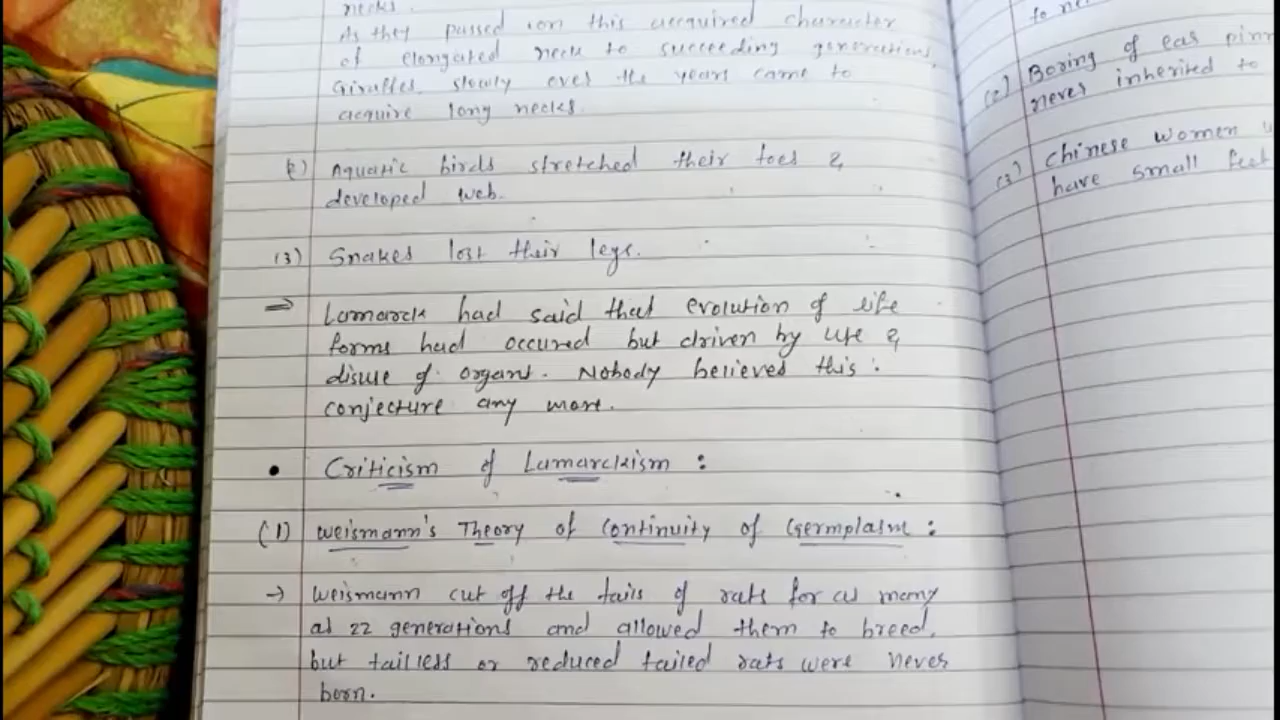 necks.
As they passed on this acquired character
of elongated neck to succeeding generations,
Giraffes, slowly over the years came to
acquire long necks.
(2) Aquatic birds stretched their toes &
developed web.
(3) Snakes lost their legs.
⇒ Lamarck had said that evolution of life
forms had occured but driven by use &
disuse of organs. Nobody believed this
conjecture any more.
• Criticism of Lamarckism :
(1) Weismann's Theory of Continuity of Germplasm :
→ Weismann cut off the tails of rats for as many
as 22 generations and allowed them to breed,
but tailless or reduced tailed rats were never
born.
to
(2) Boring of ear
never inherited to
(3) Chinese women
have small feet